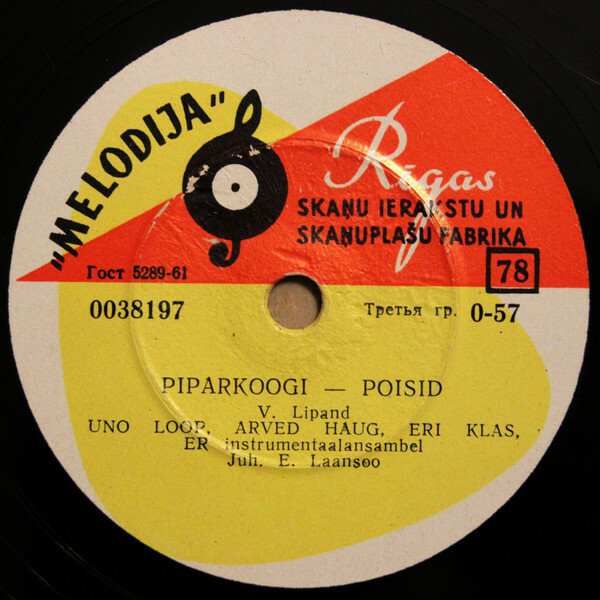 "MELODIJA"
Rīgas
SKAŅU IERAKSTU UN
SKAŅUPLAŠU FABRIKA
78
Гост 5289-61
0038197
Третья гр. 0-57
PIPARKOOGI — POISID
V. Lipand
UNO LOOP, ARVED HAUG, ERI KLAS,
ER instrumentaalansambel
Juh. E. Laansoo